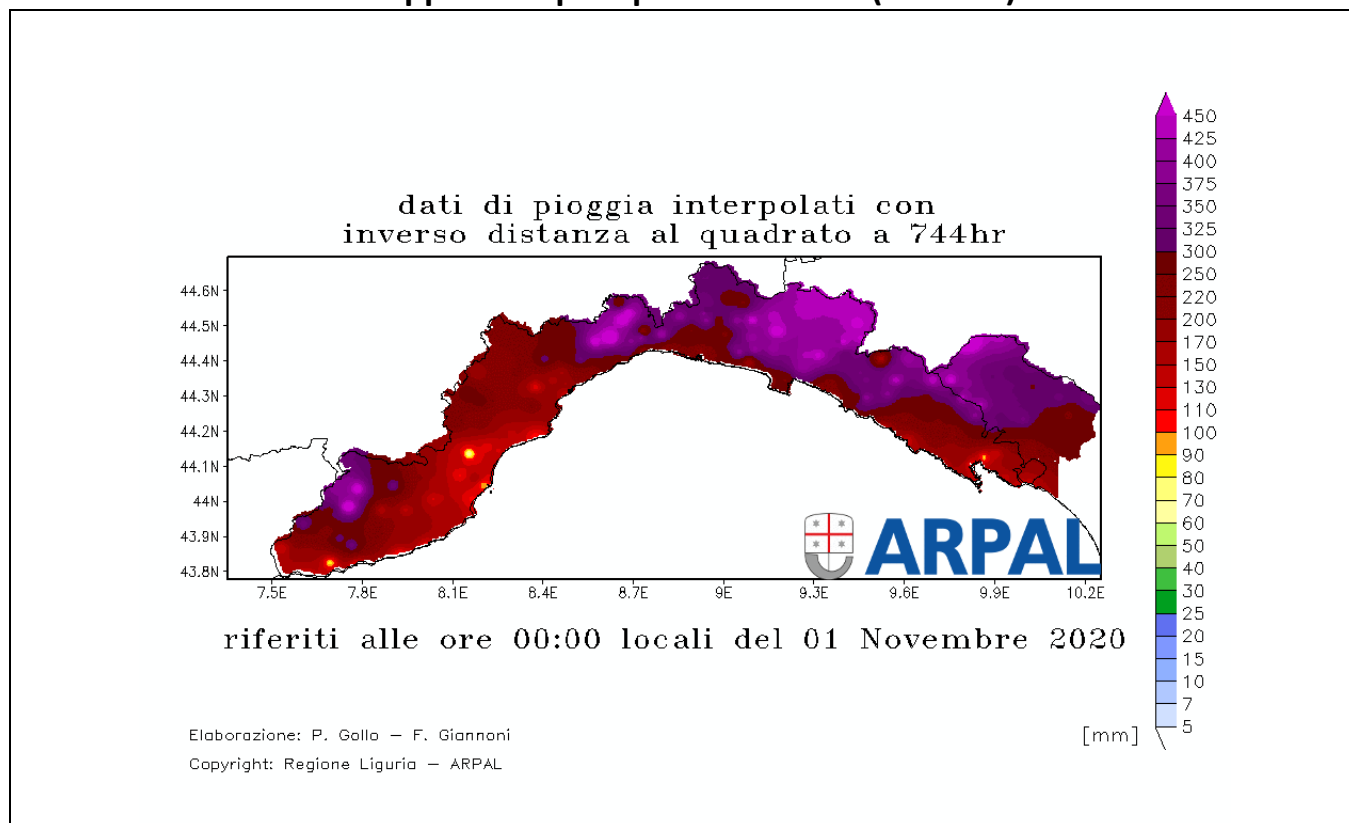 dati di pioggia interpolati con
inverso distanza al quadrato a 744hr
44.6N
44.5N
44.4N
44.3N
44.2N
44.1N
44N
43.9N
43.8N
7.5E 7.8E 8.1E 8.4E 8.7E 9E 9.3E 9.6E 9.9E 10.2E
ARPAL
riferiti alle ore 00:00 locali del 01 Novembre 2020
450
425
400
375
350
325
300
250
220
200
170
150
130
110
100
90
80
70
60
50
40
30
25
20
15
10
7
5
[mm]
Elaborazione: P. Gollo – F. Giannoni
Copyright: Regione Liguria – ARPAL